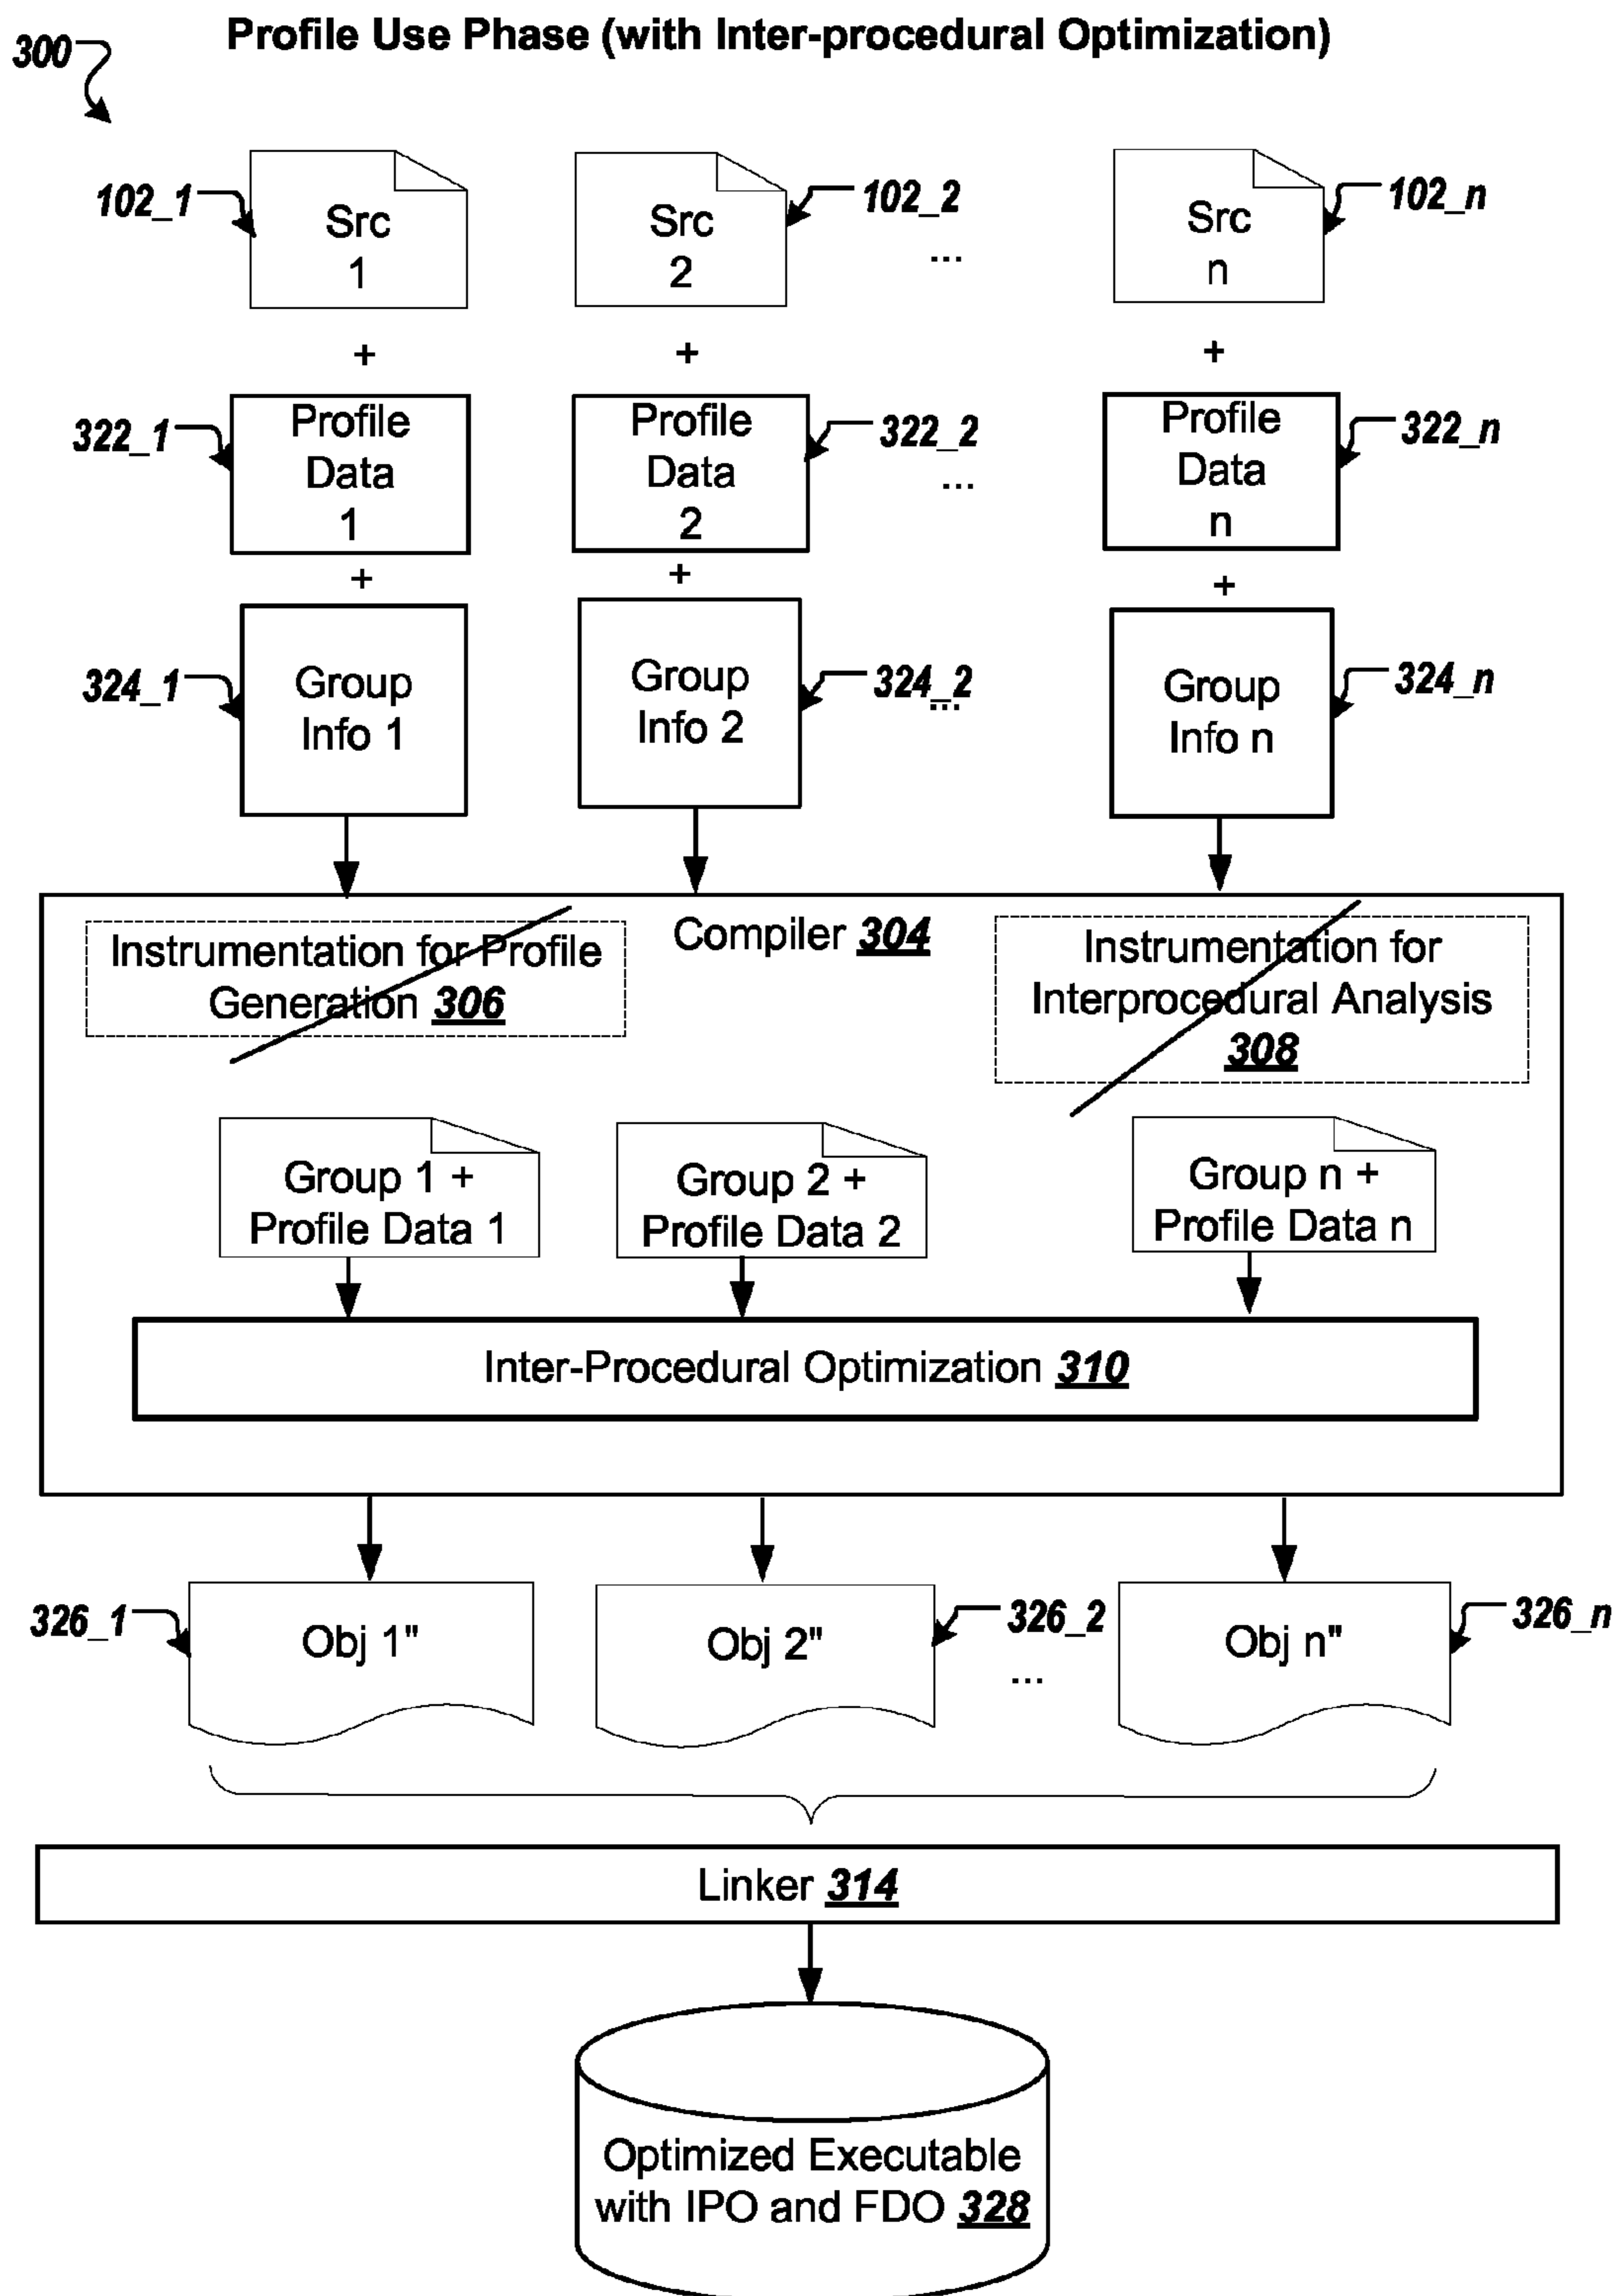 Profile Use Phase (with Inter-procedural Optimization)
300
102_1
Src
1
Src
2
102_2
...
Src
n
102_n
+
+
+
322_1
Profile
Data
1
Profile
Data
2
322_2
...
Profile
Data
n
322_n
+
+
+
324_1
Group
Info 1
Group
Info 2
324_2
...
Group
Info n
324_n
Instrumentation for Profile
Generation 306
Compiler 304
Instrumentation for
Interprocedural Analysis
308
Group 1 +
Profile Data 1
Group 2 +
Profile Data 2
Group n +
Profile Data n
Inter-Procedural Optimization 310
326_1
Obj 1"
Obj 2"
326_2
...
Obj n"
326_n
Linker 314
Optimized Executable
with IPO and FDO 328